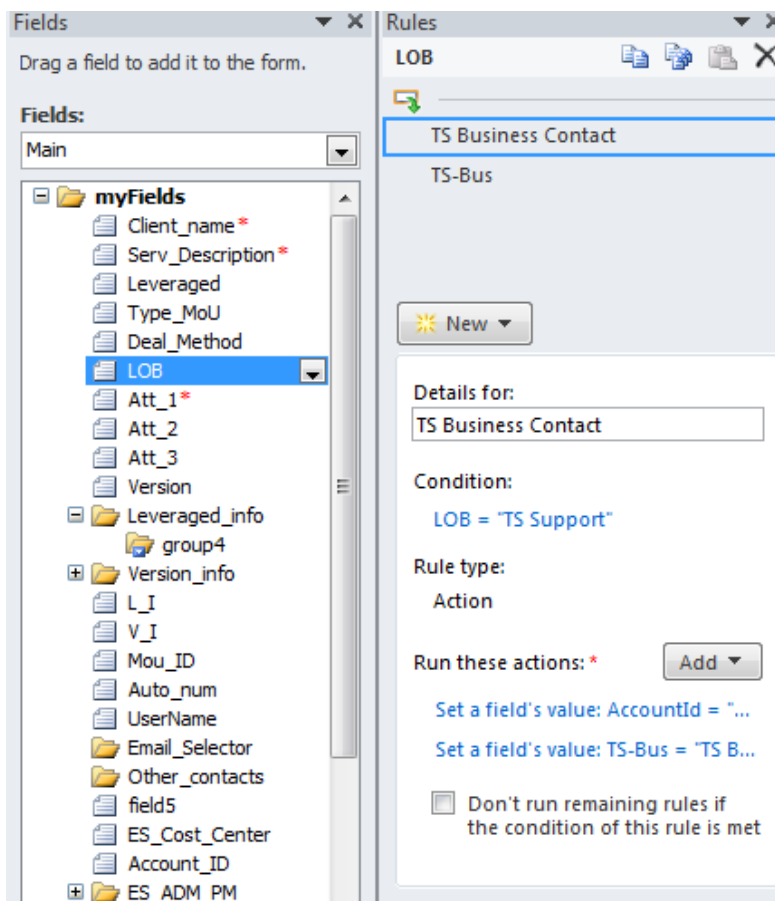 Fields
Drag a field to add it to the form.
Fields:
Main
myFields
Client_name*
Serv_Description*
Leveraged
Type_MoU
Deal_Method
LOB
Att_1*
Att_2
Att_3
Version
Leveraged_info
group4
Version_info
L_I
V_I
Mou_ID
Auto_num
UserName
Email_Selector
Other_contacts
field5
ES_Cost_Center
Account_ID
ES_ADM_PM
Rules
LOB
TS Business Contact
TS-Bus
New
Details for:
TS Business Contact
Condition:
LOB = "TS Support"
Rule type:
Action
Run these actions: *
Add
Set a field's value: AccountId = "...
Set a field's value: TS-Bus = "TS B...
Don't run remaining rules if
the condition of this rule is met